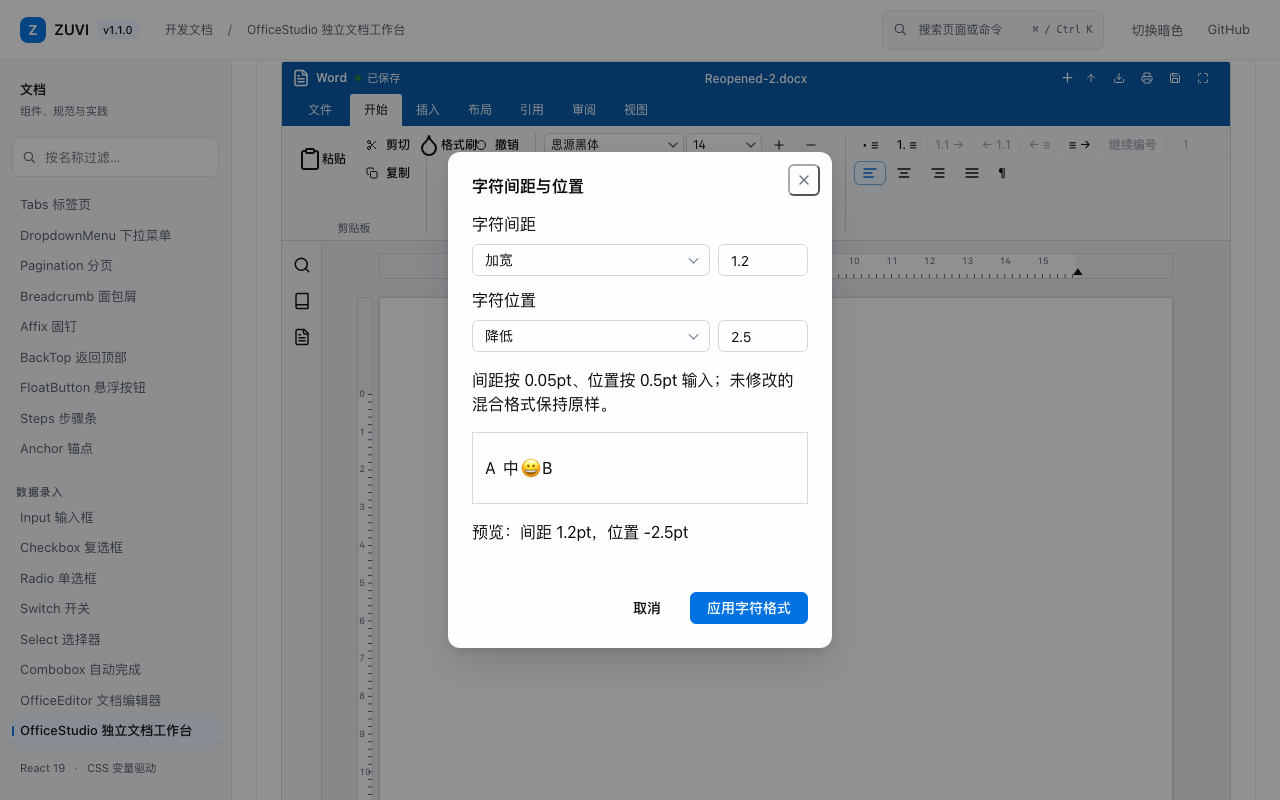 Z ZUVI v1.1.0 开发文档 / OfficeStudio 独立文档工作台 搜索页面或命令 ⌘ / Ctrl K 切换暗色 GitHub
文档
组件、规范与实践
按名称过滤...
Tabs 标签页
DropdownMenu 下拉菜单
Pagination 分页
Breadcrumb 面包屑
Affix 固钉
BackTop 返回顶部
FloatButton 悬浮按钮
Steps 步骤条
Anchor 锚点
数据录入
Input 输入框
Checkbox 复选框
Radio 单选框
Switch 开关
Select 选择器
Combobox 自动完成
OfficeEditor 文档编辑器
OfficeStudio 独立文档工作台
React 19 · CSS 变量驱动
Word 已保存 Reopened-2.docx
文件 开始 插入 布局 引用 审阅 视图
粘贴 剪切 格式刷 撤销 思源黑体 14 1. 1.1 1.1 继续编号 1
复制
剪贴板
10 11 12 13 14 15
0
1
2
3
4
5
6
7
8
9
10
字符间距与位置
字符间距
加宽 1.2
字符位置
降低 2.5
间距按 0.05pt、位置按 0.5pt 输入；未修改的
混合格式保持原样。
A 中😀B
预览：间距 1.2pt，位置 -2.5pt
取消 应用字符格式